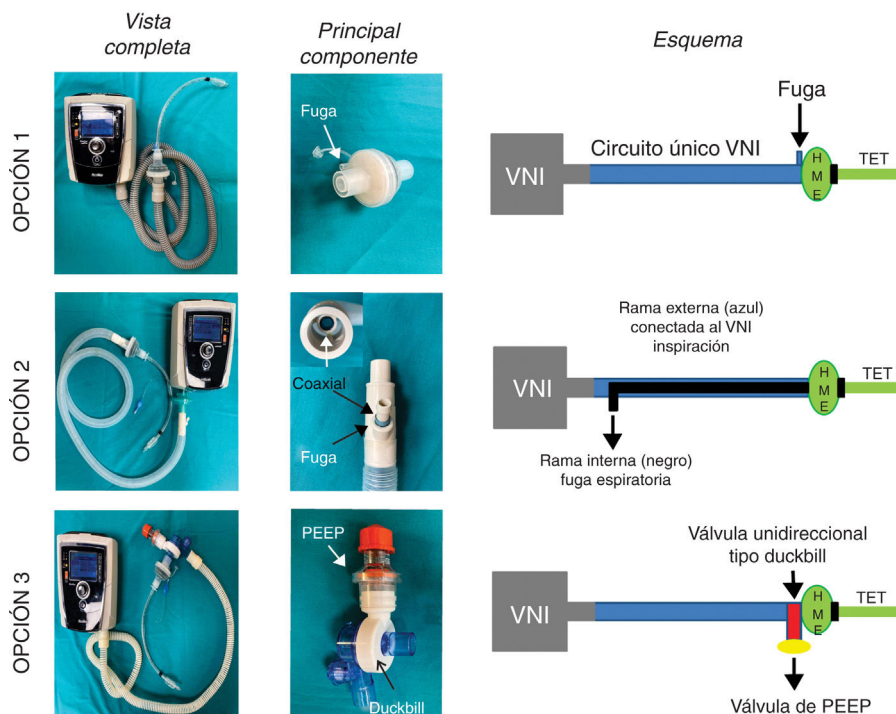 Vista
completa
Principal
componente
Esquema
OPCIÓN 1
Fuga
Fuga
Circuito único VNI
VNI
H
M
E
TET
OPCIÓN 2
Coaxial
Fuga
Rama externa (azul)
conectada al VNI
inspiración
VNI
H
M
E
TET
Rama interna (negro)
fuga espiratoria
OPCIÓN 3
PEEP
Duckbill
Válvula unidireccional
tipo duckbill
VNI
H
M
E
TET
Válvula de PEEP